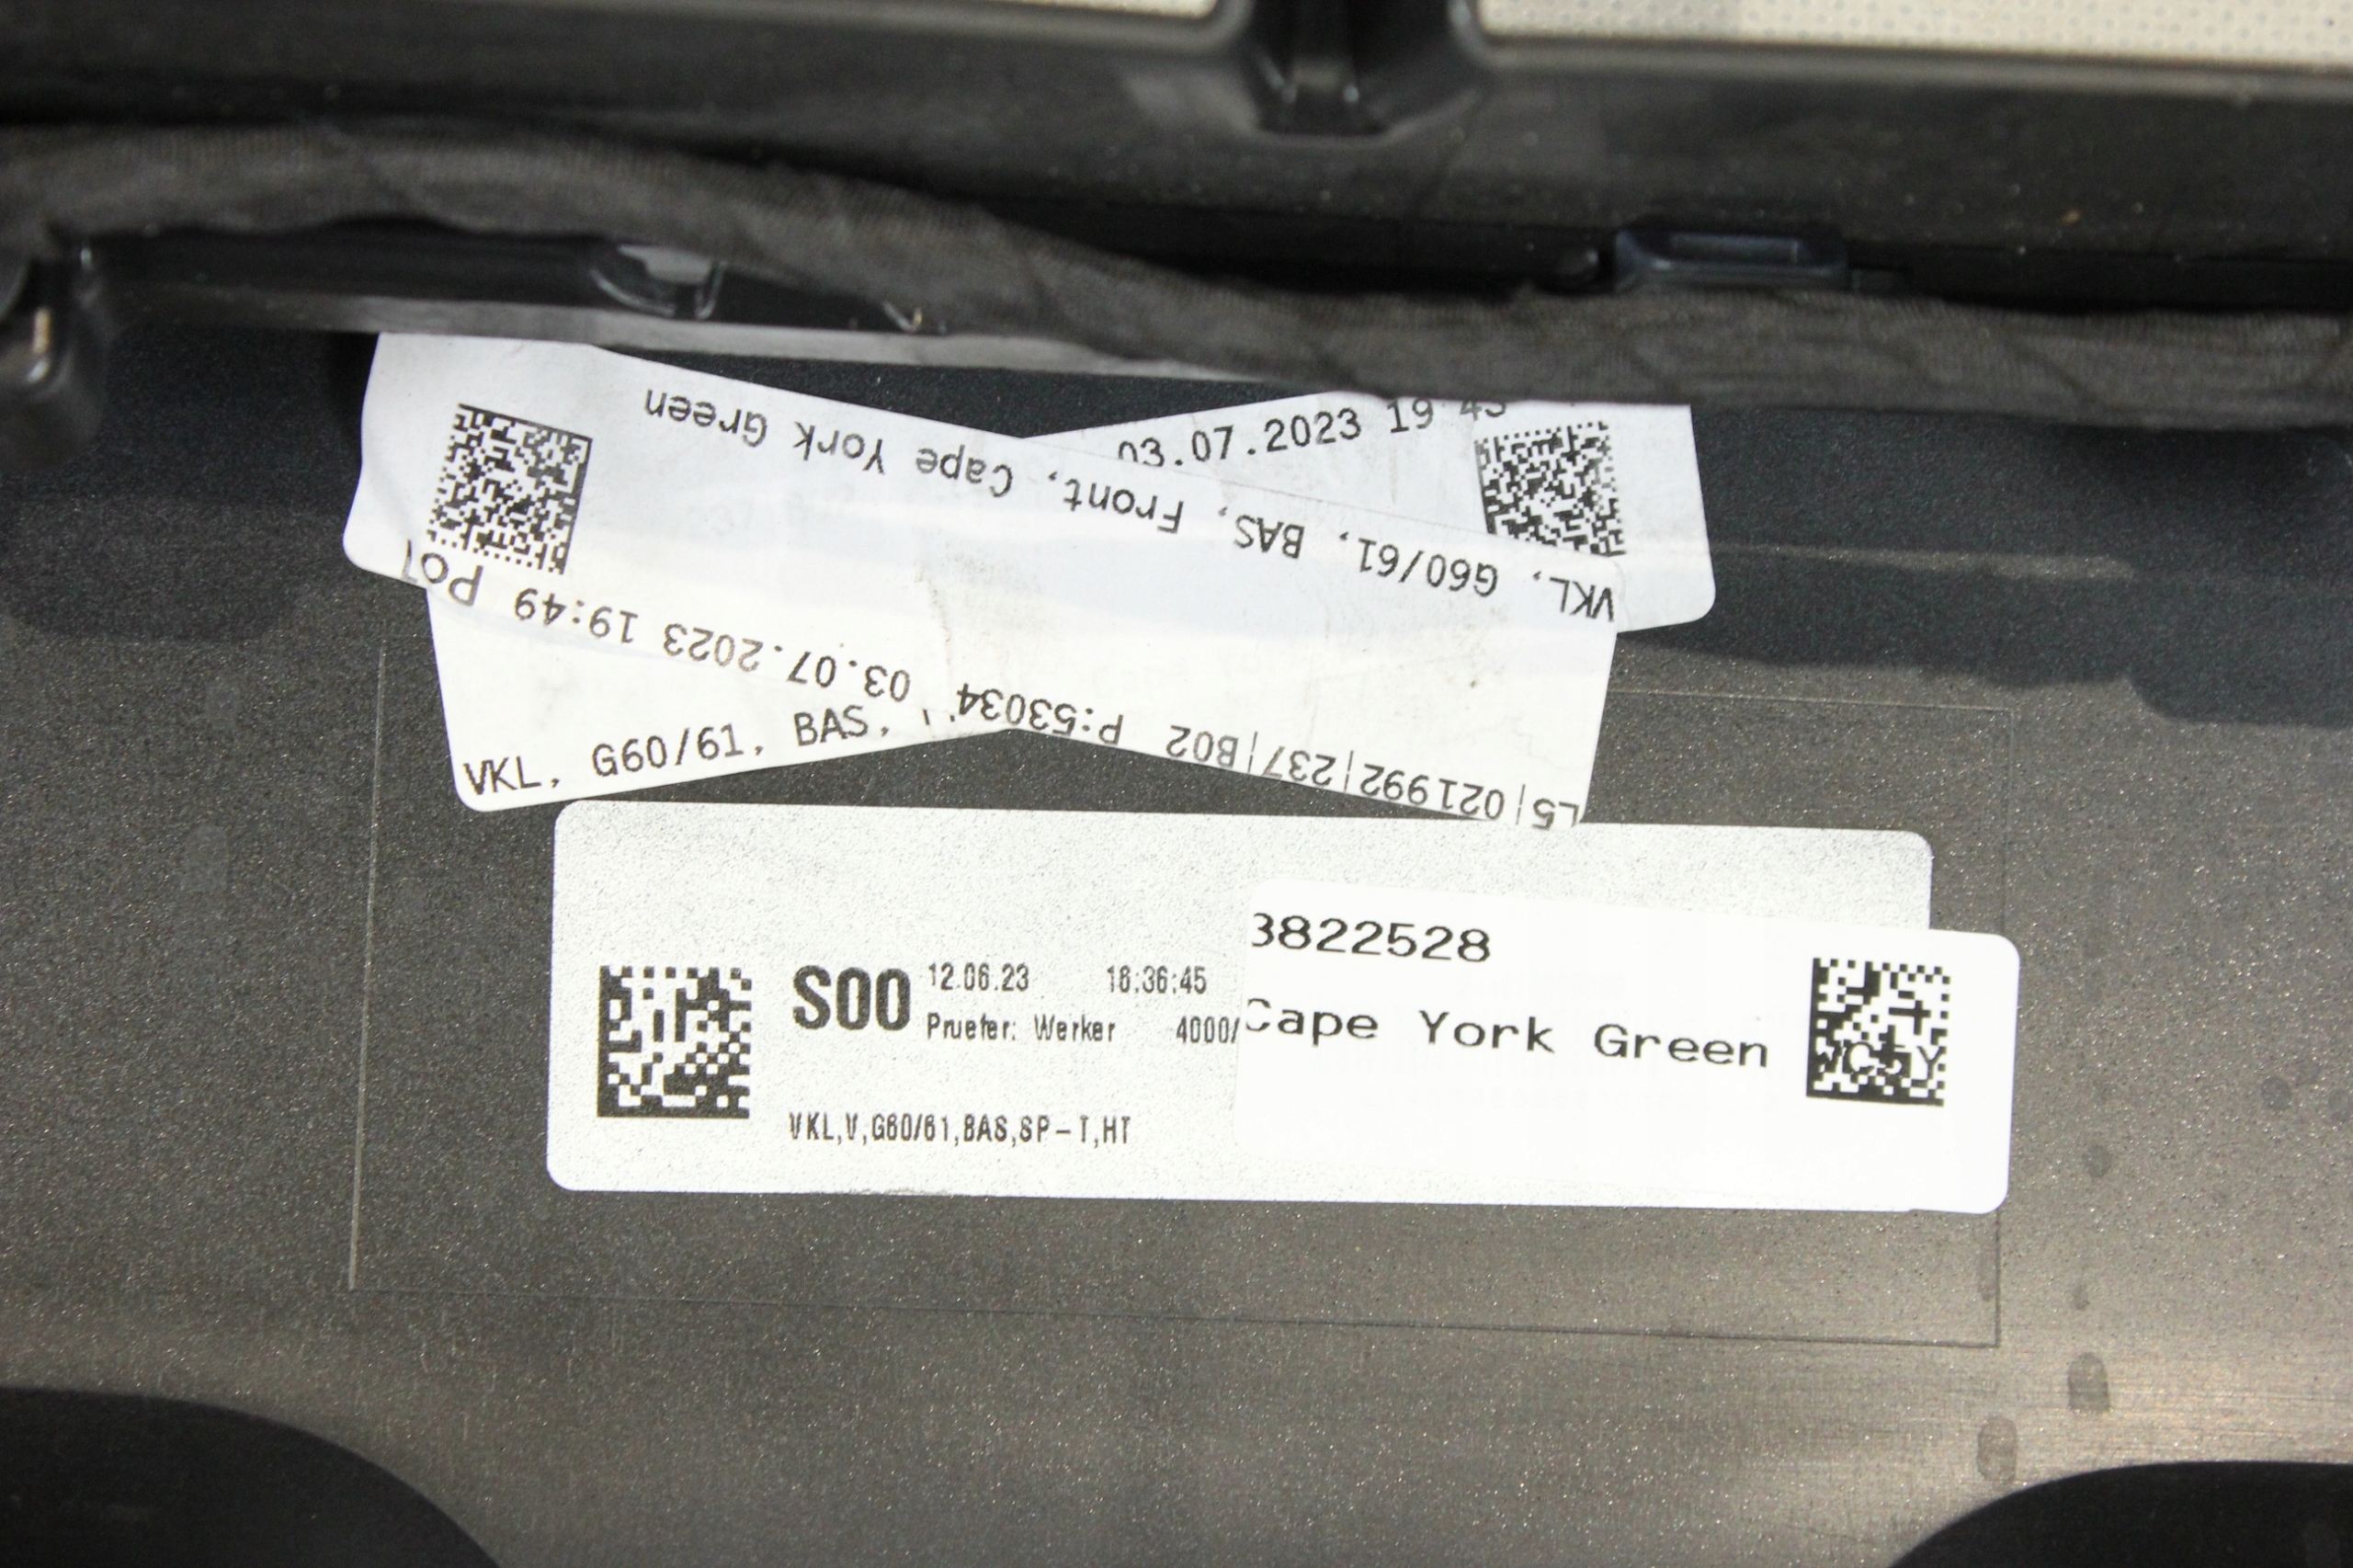 VKL, G60/61, BAS, Front, Cape York Green
L5|021992|237|B02 P:53034 03.07.2023 19:49
03.07.2023 19
VKL, G60/61, BAS,
S00 12.06.23 16:36:45
Pruefer: Werker 4000/
VKL,V,G60/61,BAS,SP-T,HT
3822528
Cape York Green